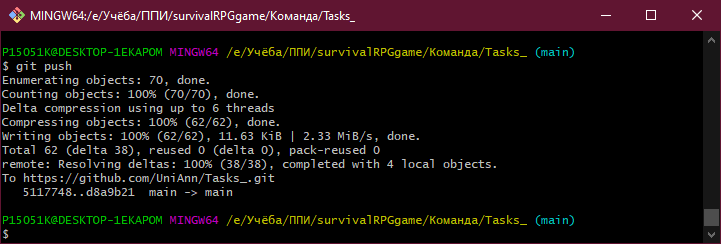 MINGW64:/e/Учёба/ППИ/survivalRPGgame/Команда/Tasks_
P15051K@DESKTOP-1EKAPOM MINGW64 /e/Учёба/ППИ/survivalRPGgame/Команда/Tasks_ (main)
$ git push
Enumerating objects: 70, done.
Counting objects: 100% (70/70), done.
Delta compression using up to 6 threads
Compressing objects: 100% (62/62), done.
Writing objects: 100% (62/62), 11.63 KiB | 2.33 MiB/s, done.
Total 62 (delta 38), reused 0 (delta 0), pack-reused 0
remote: Resolving deltas: 100% (38/38), completed with 4 local objects.
To https://github.com/UniAnn/Tasks_.git
   5117748..d8a9b21  main -> main
P15051K@DESKTOP-1EKAPOM MINGW64 /e/Учёба/ППИ/survivalRPGgame/Команда/Tasks_ (main)
$